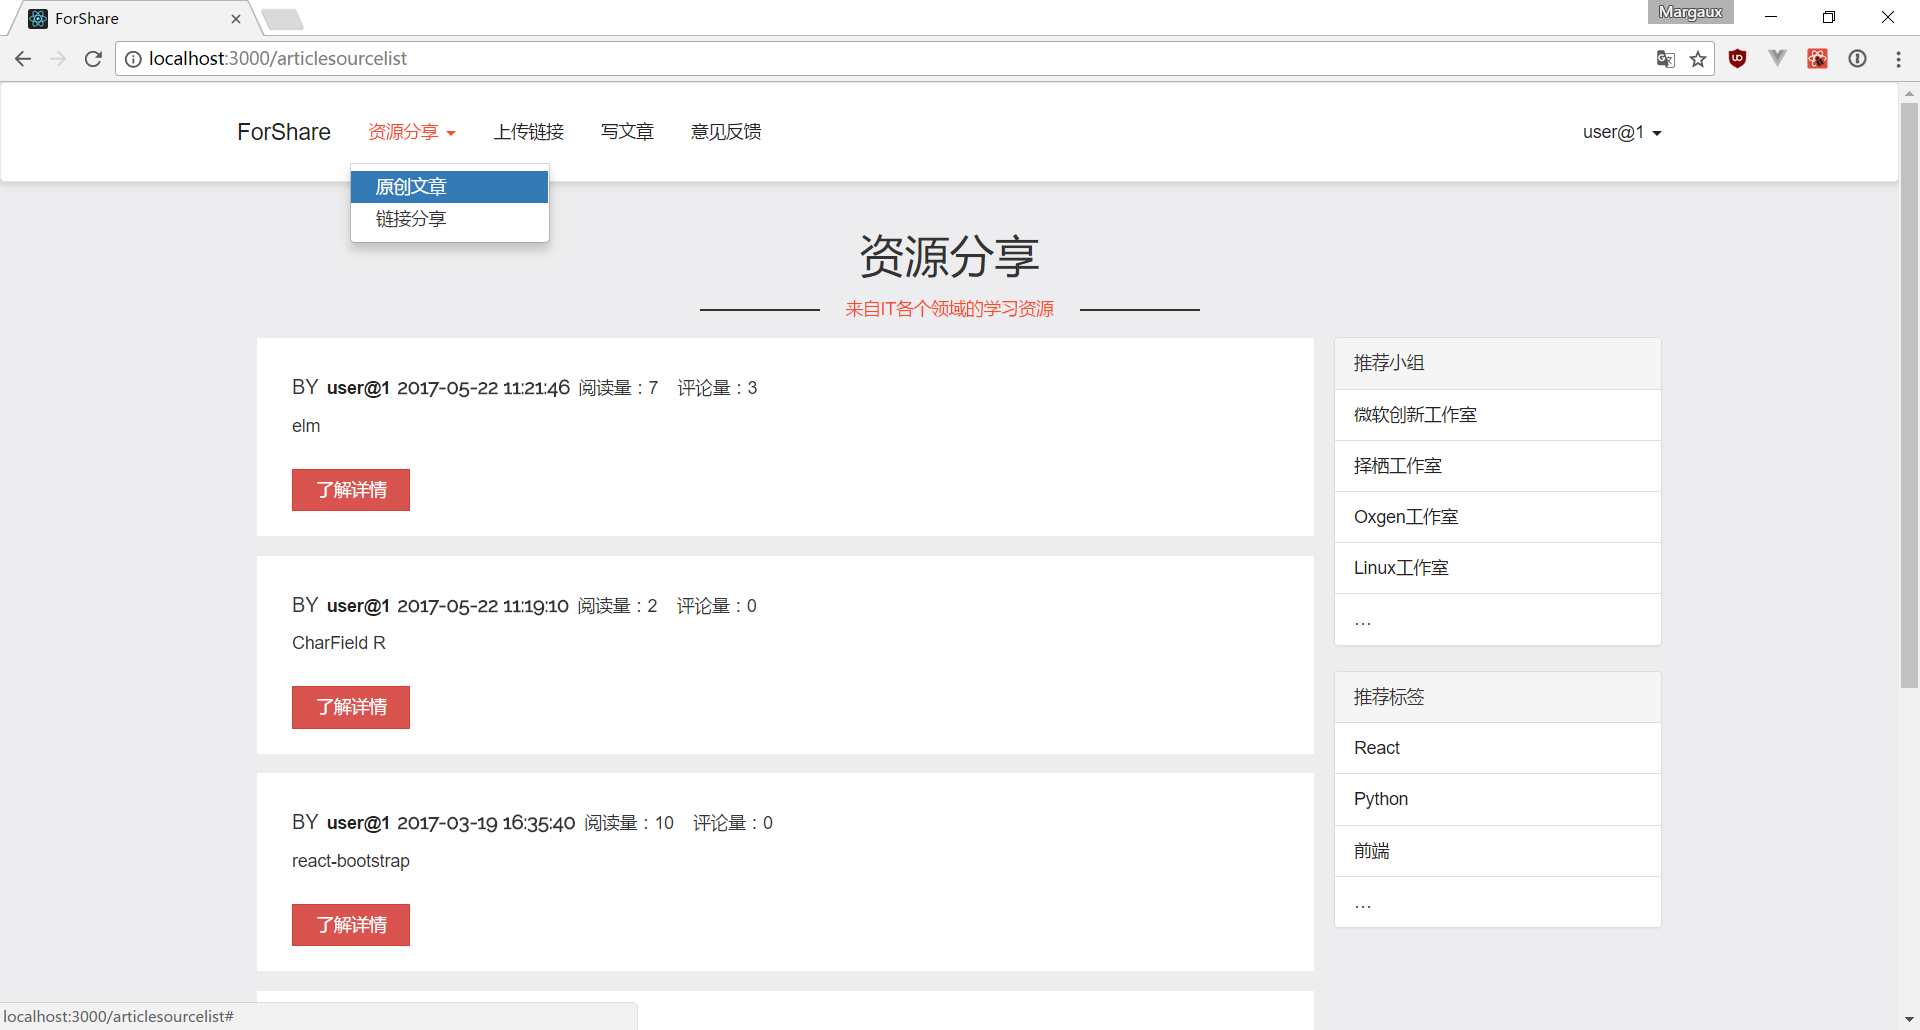 ForShare
Margaux
localhost:3000/articlesourcelist
ForShare 资源分享 上传链接 写文章 意见反馈 user@1
原创文章
链接分享
资源分享
来自IT各个领域的学习资源
BY user@1 2017-05-22 11:21:46 阅读量：7 评论量：3
elm
了解详情
BY user@1 2017-05-22 11:19:10 阅读量：2 评论量：0
CharField R
了解详情
BY user@1 2017-03-19 16:35:40 阅读量：10 评论量：0
react-bootstrap
了解详情
推荐小组
微软创新工作室
择栖工作室
Oxgen工作室
Linux工作室
…
推荐标签
React
Python
前端
…
localhost:3000/articlesourcelist#